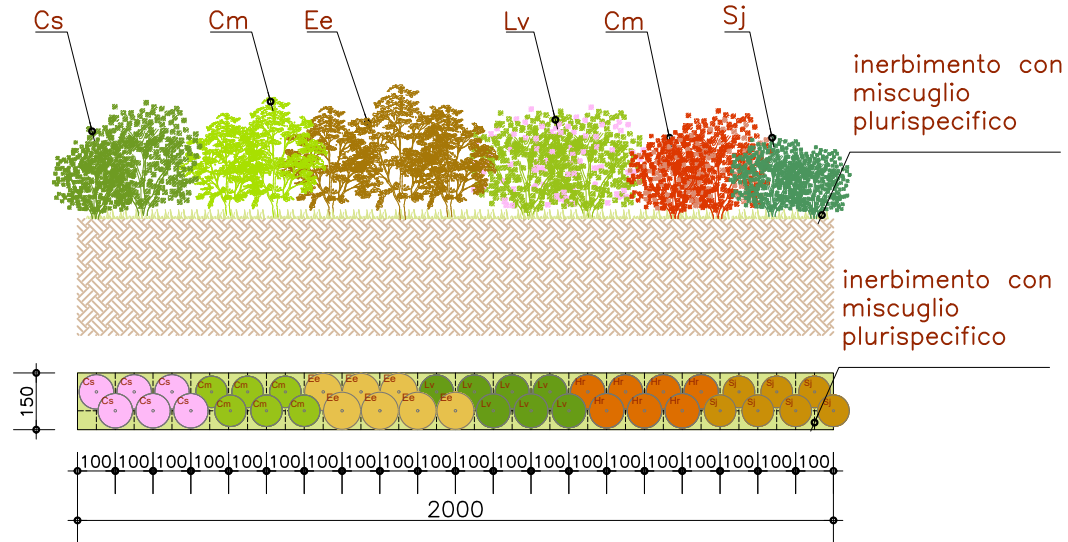 Cs Cm Ee Lv Cm Sj
inerbimento con
miscuglio
plurispecifico
inerbimento con
miscuglio
plurispecifico
Cs Cs Cs Cm Cm Cm Ee Ee Ee Lv Lv Lv Lv Hr Hr Hr Hr Sj Sj Sj
Cs Cs Cs Cm Cm Cm Ee Ee Ee Ee Lv Lv Lv Hr Hr Hr Sj Sj Sj Sj
150
100 100 100 100 100 100 100 100 100 100 100 100 100 100 100 100 100 100 100 100
2000